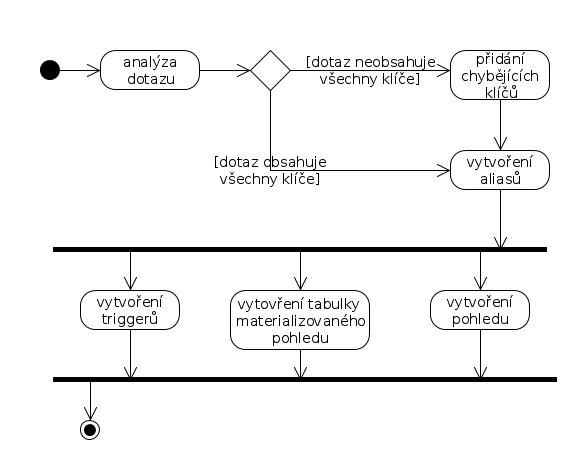 analýza
dotazu
[dotaz neobsahuje
všechny klíče]
přidání
chybějících
klíčů
[dotaz obsahuje
všechny klíče]
vytvoření
aliasů
vytvoření
triggerů
vytovření tabulky
materializovaného
pohledu
vytvoření
pohledu